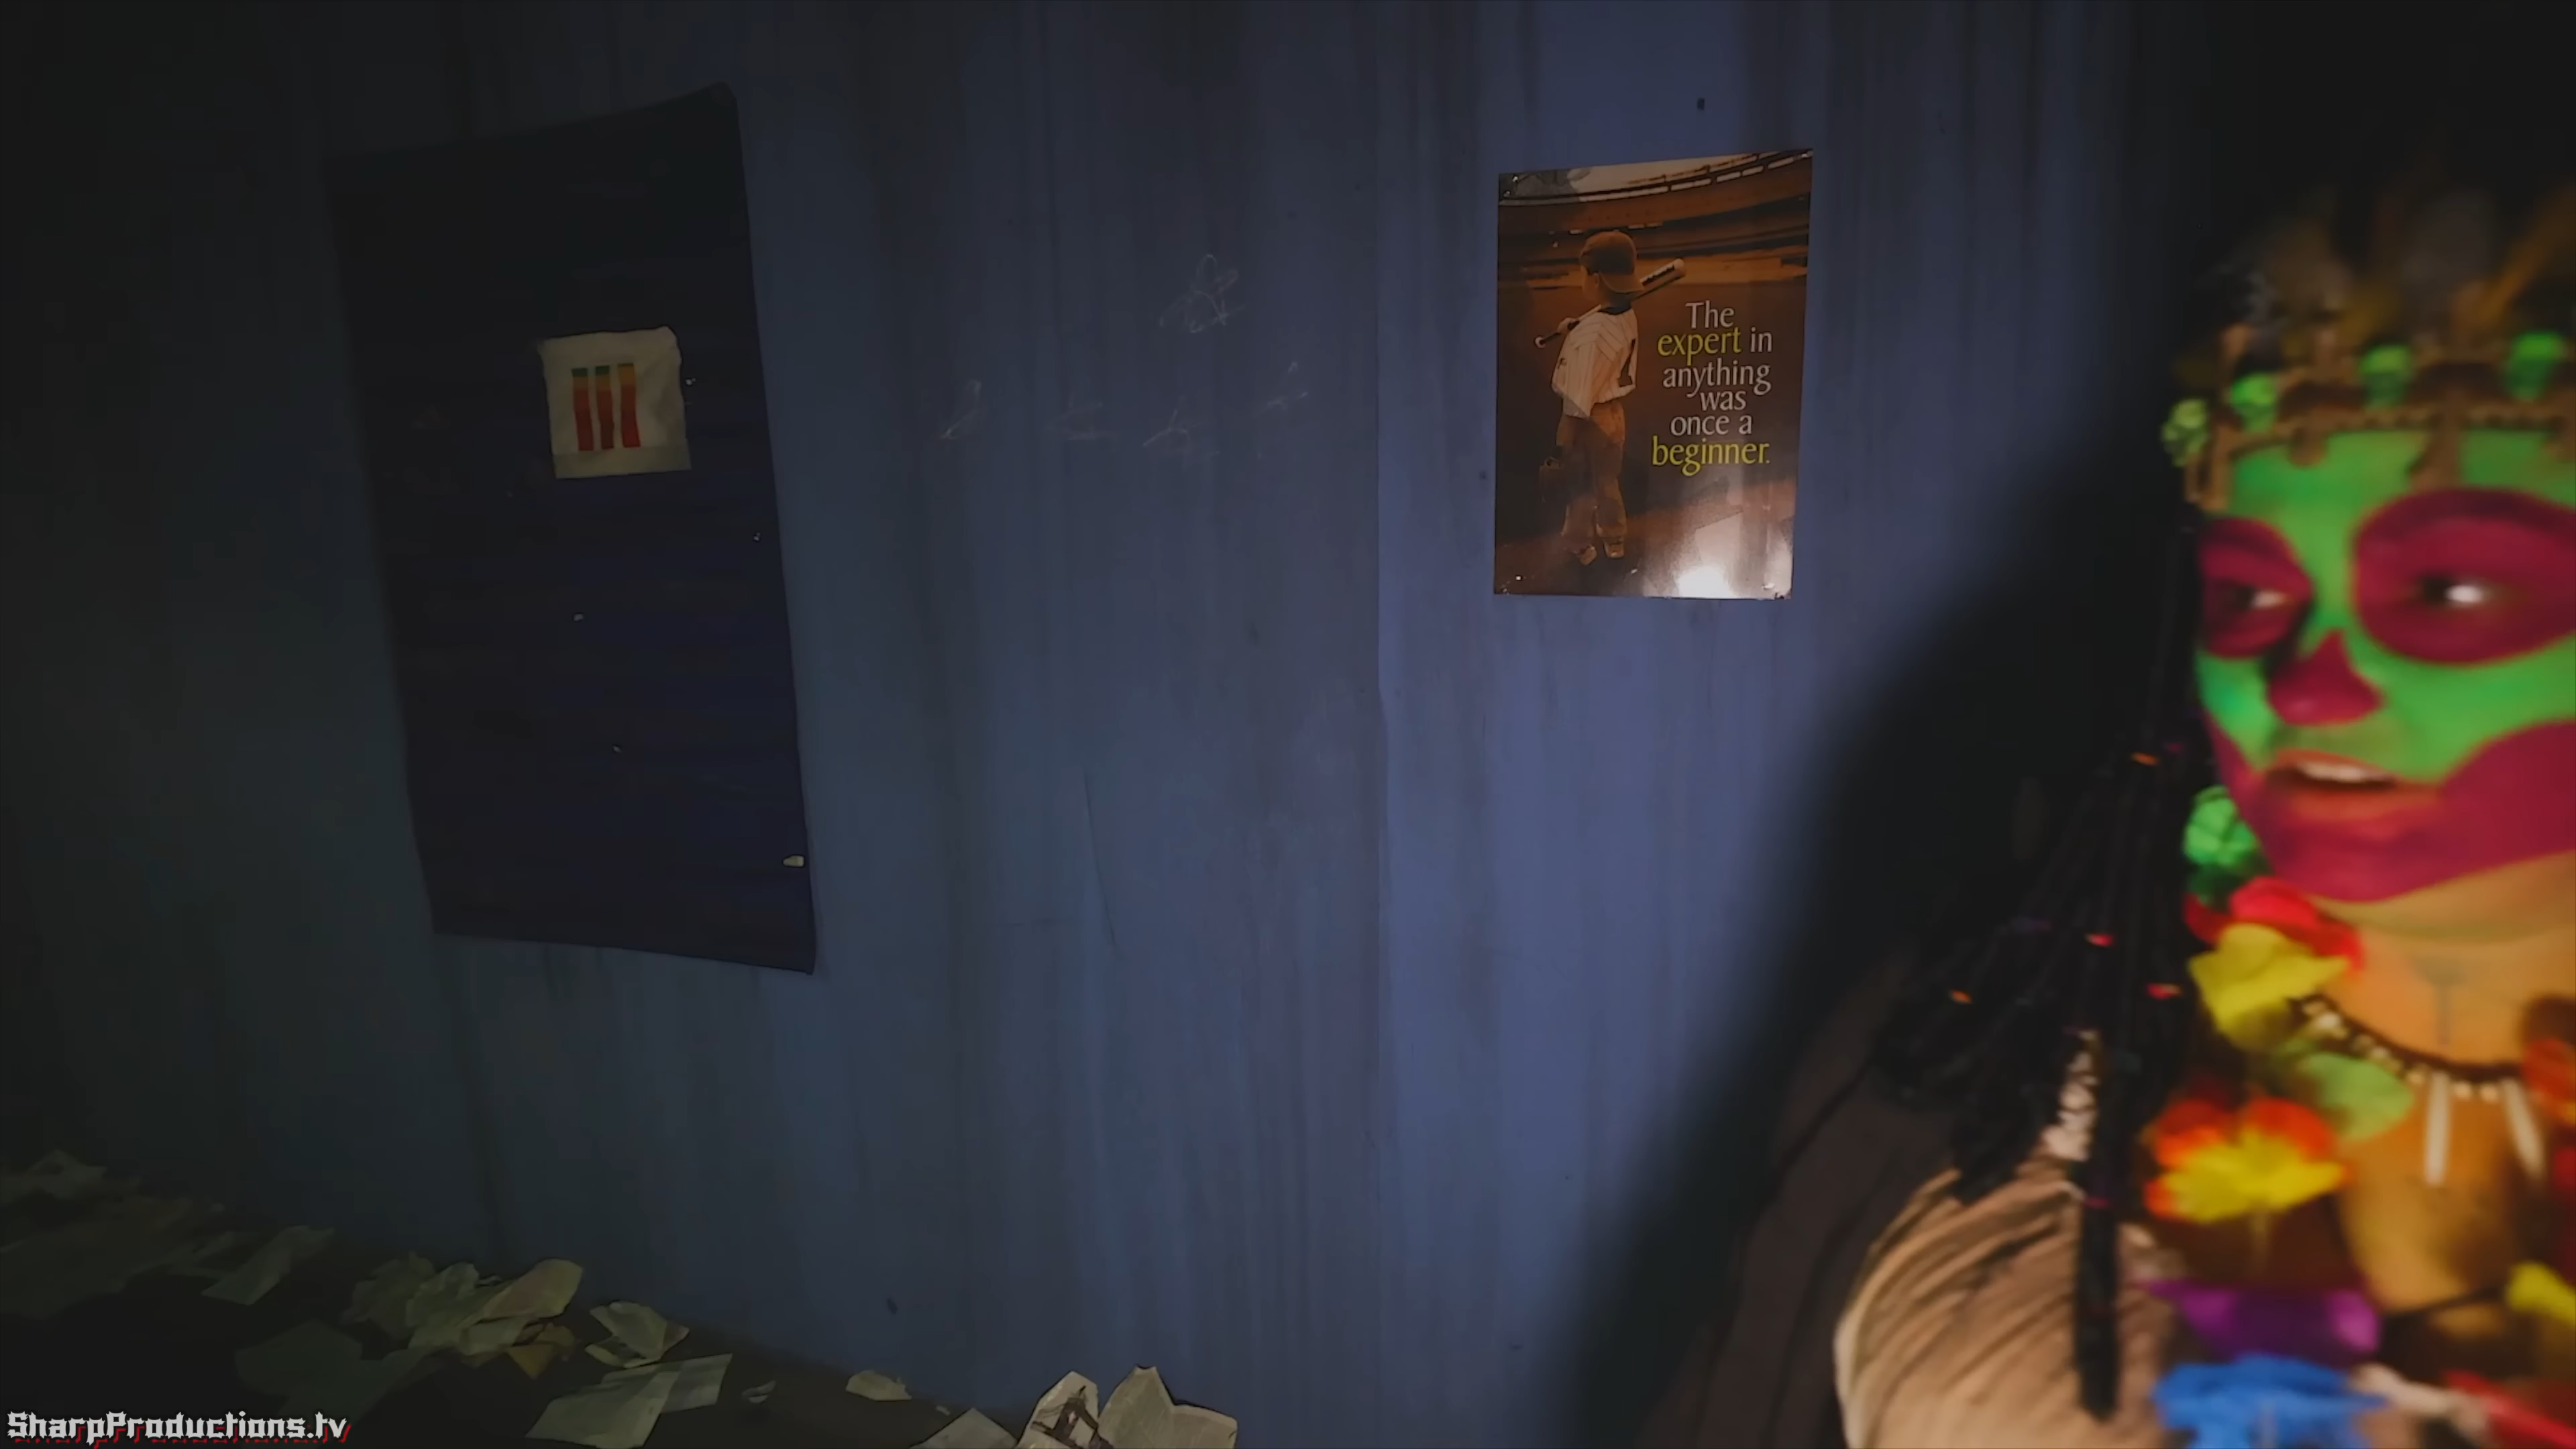 The
expert in
anything
was
once a
beginner.
SharpProductions.tv